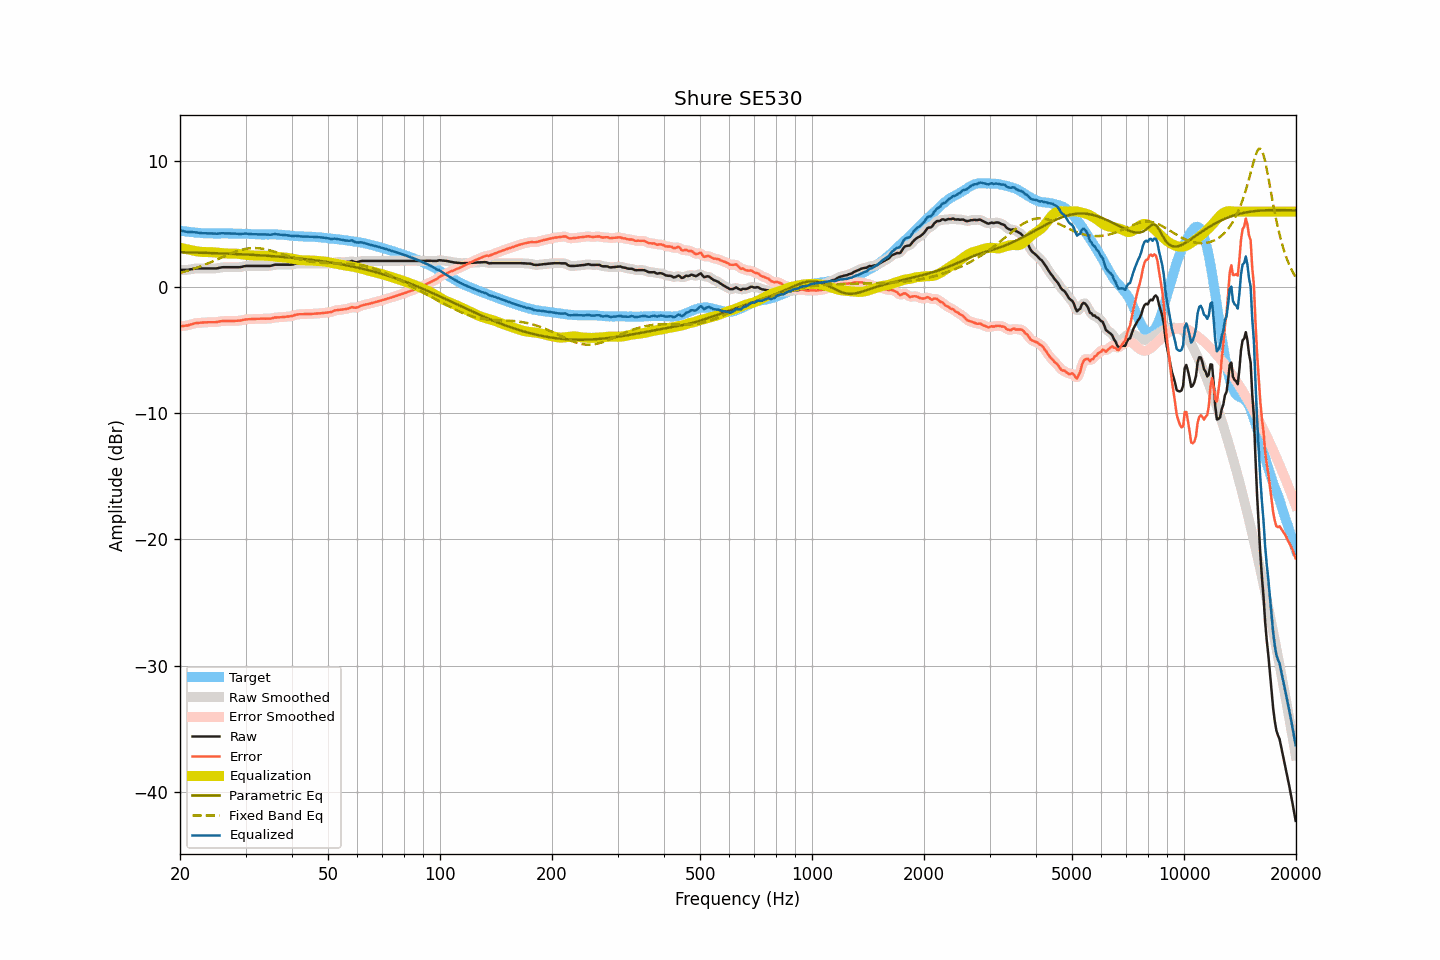 Shure SE530
10
0
−10
−20
−30
−40
Amplitude (dBr)
Target
Raw Smoothed
Error Smoothed
Raw
Error
Equalization
Parametric Eq
Fixed Band Eq
Equalized
20 50 100 200 500 1000 2000 5000 10000 20000
Frequency (Hz)